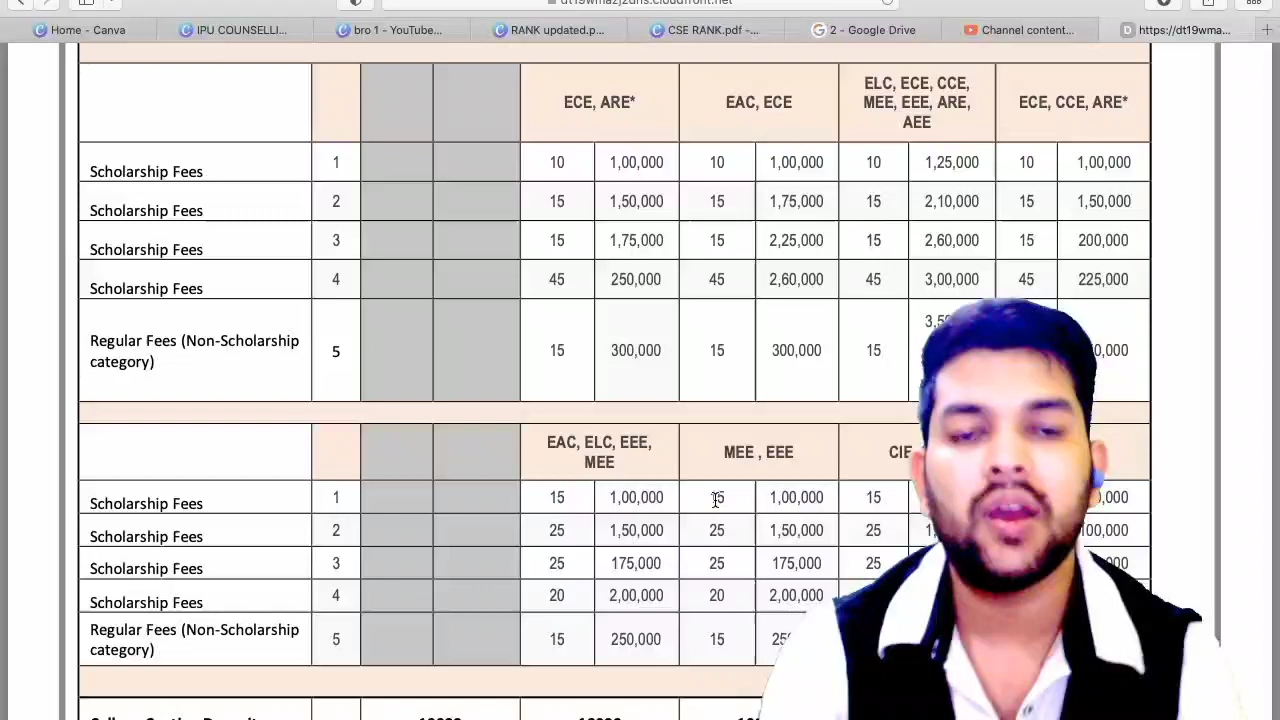 dt19wmazj2dns.cloudfront.net
Home - Canva
IPU COUNSELL...
bro 1 - YouTube...
RANK updated.p...
CSE RANK.pdf -...
2 - Google Drive
Channel content...
https://dt19wma...
ECE, ARE* EAC, ECE ELC, ECE, CCE, MEE, EEE, ARE, AEE ECE, CCE, ARE*
Scholarship Fees 1 10 1,00,000 10 1,00,000 10 1,25,000 10 1,00,000
Scholarship Fees 2 15 1,50,000 15 1,75,000 15 2,10,000 15 1,50,000
Scholarship Fees 3 15 1,75,000 15 2,25,000 15 2,60,000 15 200,000
Scholarship Fees 4 45 250,000 45 2,60,000 45 3,00,000 45 225,000
Regular Fees (Non-Scholarship
category) 5 15 300,000 15 300,000 15
EAC, ELC, EEE, MEE MEE , EEE CIE
Scholarship Fees 1 15 1,00,000 15 1,00,000 15
Scholarship Fees 2 25 1,50,000 25 1,50,000 25 100,000
Scholarship Fees 3 25 175,000 25 175,000 25
Scholarship Fees 4 20 2,00,000 20 2,00,000
Regular Fees (Non-Scholarship
category) 5 15 250,000 15